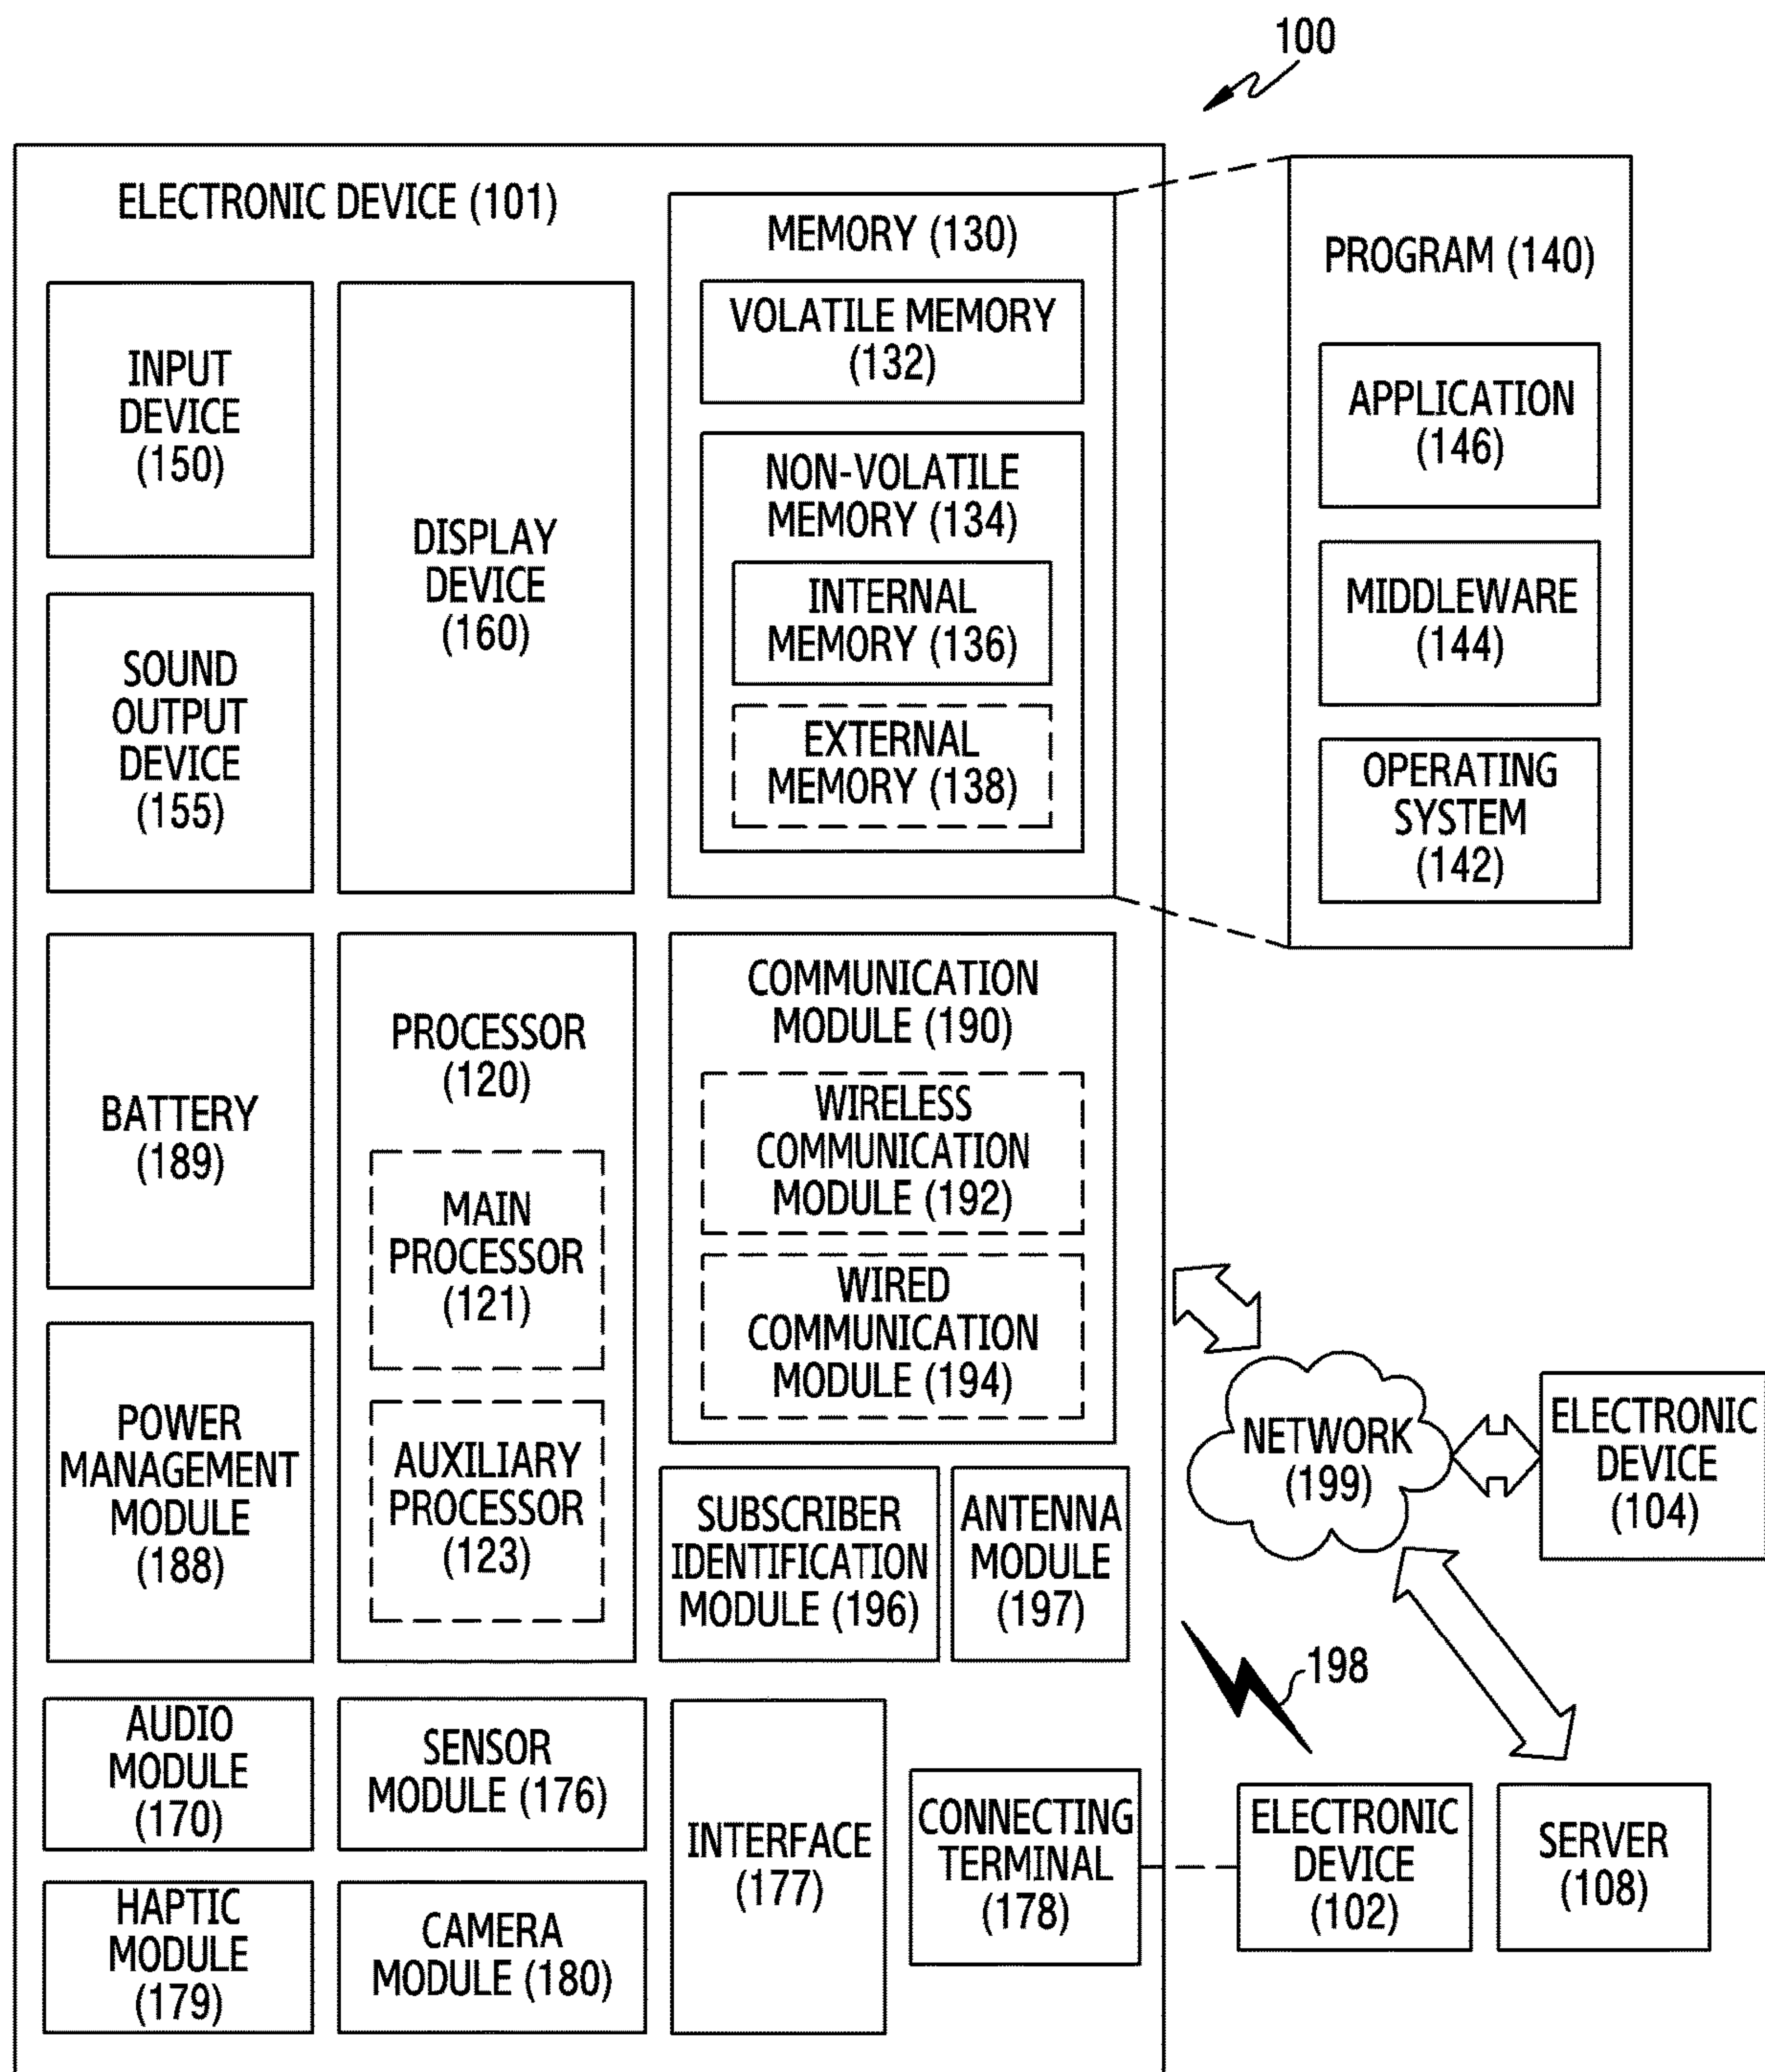 100
ELECTRONIC DEVICE (101)
INPUT
DEVICE
(150)
DISPLAY
DEVICE
(160)
SOUND
OUTPUT
DEVICE
(155)
MEMORY (130)
VOLATILE MEMORY
(132)
NON-VOLATILE
MEMORY (134)
INTERNAL
MEMORY (136)
EXTERNAL
MEMORY (138)
PROGRAM (140)
APPLICATION
(146)
MIDDLEWARE
(144)
OPERATING
SYSTEM
(142)
BATTERY
(189)
POWER
MANAGEMENT
MODULE
(188)
PROCESSOR
(120)
MAIN
PROCESSOR
(121)
AUXILIARY
PROCESSOR
(123)
COMMUNICATION
MODULE (190)
WIRELESS
COMMUNICATION
MODULE (192)
WIRED
COMMUNICATION
MODULE (194)
SUBSCRIBER
IDENTIFICATION
MODULE (196)
ANTENNA
MODULE
(197)
NETWORK
(199)
ELECTRONIC
DEVICE
(104)
198
AUDIO
MODULE
(170)
SENSOR
MODULE (176)
HAPTIC
MODULE
(179)
CAMERA
MODULE (180)
INTERFACE
(177)
CONNECTING
TERMINAL
(178)
ELECTRONIC
DEVICE
(102)
SERVER
(108)